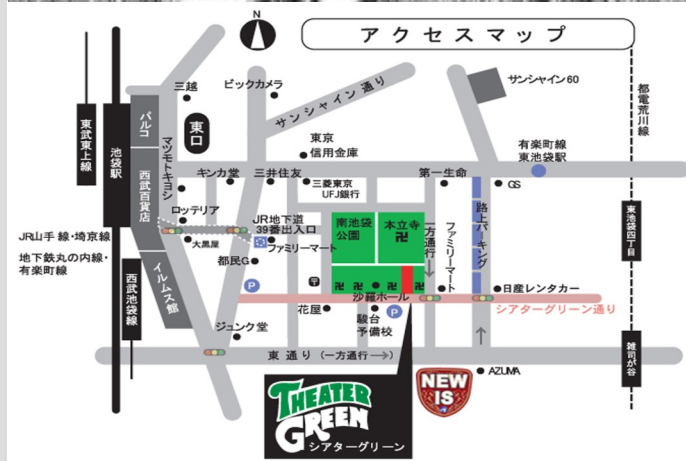 N
アクセスマップ
三越
ビックカメラ
サンシャイン通り
サンシャイン60
都電荒川線
東武東上線
池袋駅
パルコ
東口
マツモトキヨシ
東京
信用金庫
有楽町線
東池袋駅
西武百貨店
キンカ堂
三井住友
三菱東京
UFJ銀行
第一生命
GS
ロッテリア
JR地下道
39番出入口
南池袋
公園
本立寺
卍
一方通行
ファミリーマート
路上パーキング
東池袋四丁目
JR山手線・埼京線
大黒屋
ファミリーマート
地下鉄丸の内線・
有楽町線
イルムス館
都民G
西武池袋線
P
〒
卍 卍 卍 卍
沙羅ホール
日産レンタカー
花屋
P
シアターグリーン通り
駿台
予備校
ジュンク堂
東通り(一方通行→)
雑司が谷
AZUMA
THEATER
GREEN
シアターグリーン
NEW
IS